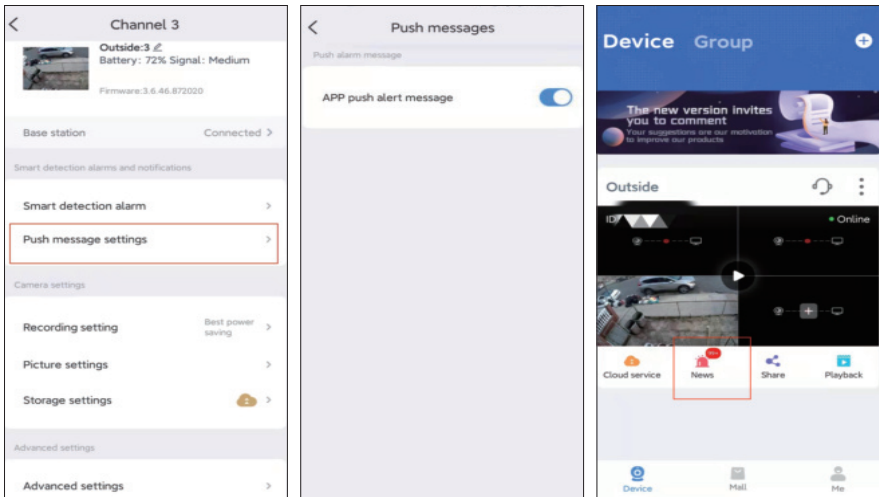 Channel 3
Outside:3
Battery: 72% Signal: Medium
Firmware:3.6.46.872020
Base station Connected
Smart detection alarms and notifications
Smart detection alarm
Push message settings
Camera settings
Recording setting Best power
saving
Picture settings
Storage settings
Advanced settings
Advanced settings
Push messages
Push alarm message
APP push alert message
Device Group
The new version invites
you to comment
Your suggestions are our motivation
to improve our products
Outside
ID
Online
Cloud service News Share Playback
Device Mall Me